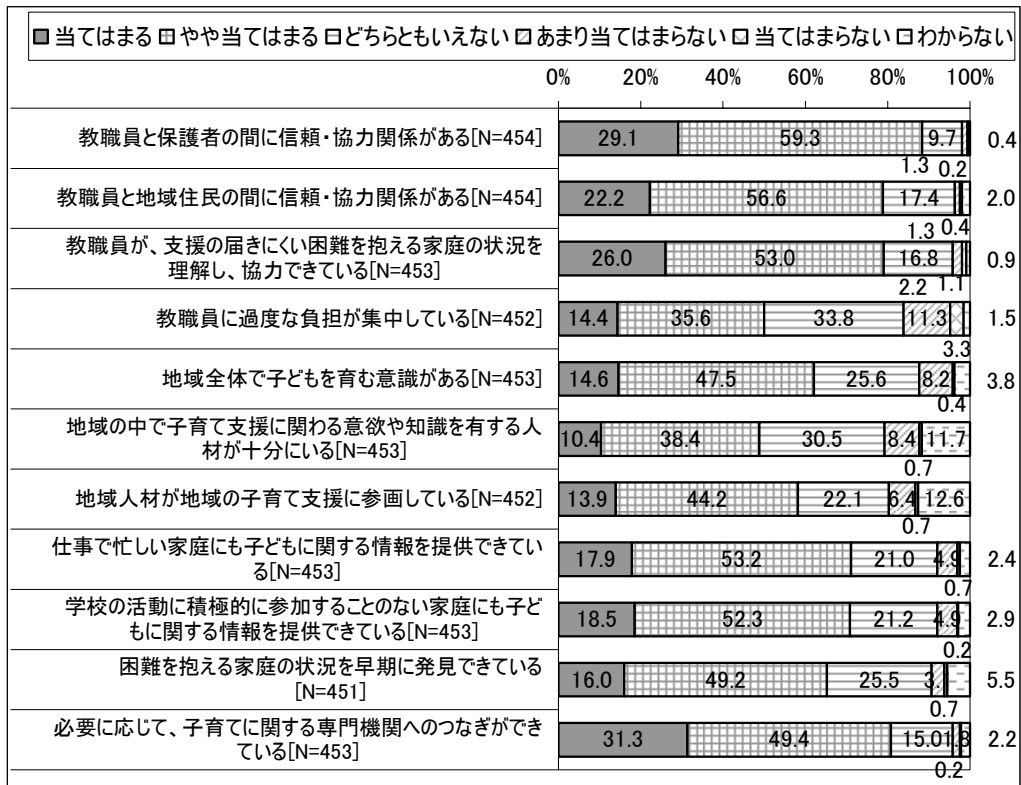 ■当てはまる ⊞やや当てはまる ⊟どちらともいえない ▨あまり当てはまらない ⊠当てはまらない □わからない
0% 20% 40% 60% 80% 100%
教職員と保護者の間に信頼・協力関係がある[N=454] 29.1 59.3 9.7 0.4
1.3 0.2
教職員と地域住民の間に信頼・協力関係がある[N=454] 22.2 56.6 17.4 2.0
1.3 0.4
教職員が、支援の届きにくい困難を抱える家庭の状況を
理解し、協力できている[N=453] 26.0 53.0 16.8 0.9
2.2 1.1
教職員に過度な負担が集中している[N=452] 14.4 35.6 33.8 11.3 1.5
3.3
地域全体で子どもを育む意識がある[N=453] 14.6 47.5 25.6 8.2 3.8
0.4
地域の中で子育て支援に関わる意欲や知識を有する人
材が十分にいる[N=453] 10.4 38.4 30.5 8.4 11.7
0.7
地域人材が地域の子育て支援に参画している[N=452] 13.9 44.2 22.1 6.4 12.6
0.7
仕事で忙しい家庭にも子どもに関する情報を提供できてい
る[N=453] 17.9 53.2 21.0 4.9 2.4
0.7
学校の活動に積極的に参加することのない家庭にも子ど
もに関する情報を提供できている[N=453] 18.5 52.3 21.2 4.9 2.9
0.2
困難を抱える家庭の状況を早期に発見できている
[N=451] 16.0 49.2 25.5 5.5
0.7
必要に応じて、子育てに関する専門機関へのつなぎができ
ている[N=453] 31.3 49.4 15.0 1.8 2.2
0.2